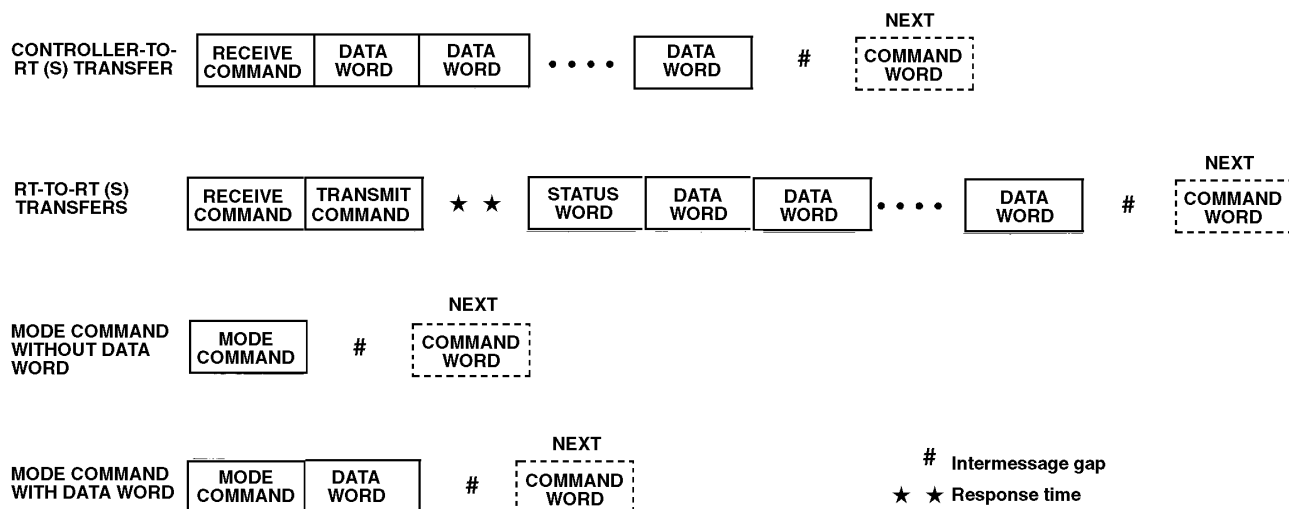 NEXT
CONTROLLER-TO-
RT (S) TRANSFER
RECEIVE
COMMAND
DATA
WORD
DATA
WORD
• • • •
DATA
WORD
#
COMMAND
WORD
NEXT
RT-TO-RT (S)
TRANSFERS
RECEIVE
COMMAND
TRANSMIT
COMMAND
★ ★
STATUS
WORD
DATA
WORD
DATA
WORD
• • • •
DATA
WORD
#
COMMAND
WORD
NEXT
MODE COMMAND
WITHOUT DATA
WORD
MODE
COMMAND
#
COMMAND
WORD
NEXT
MODE COMMAND
WITH DATA WORD
MODE
COMMAND
DATA
WORD
#
COMMAND
WORD
# Intermessage gap
★ ★ Response time